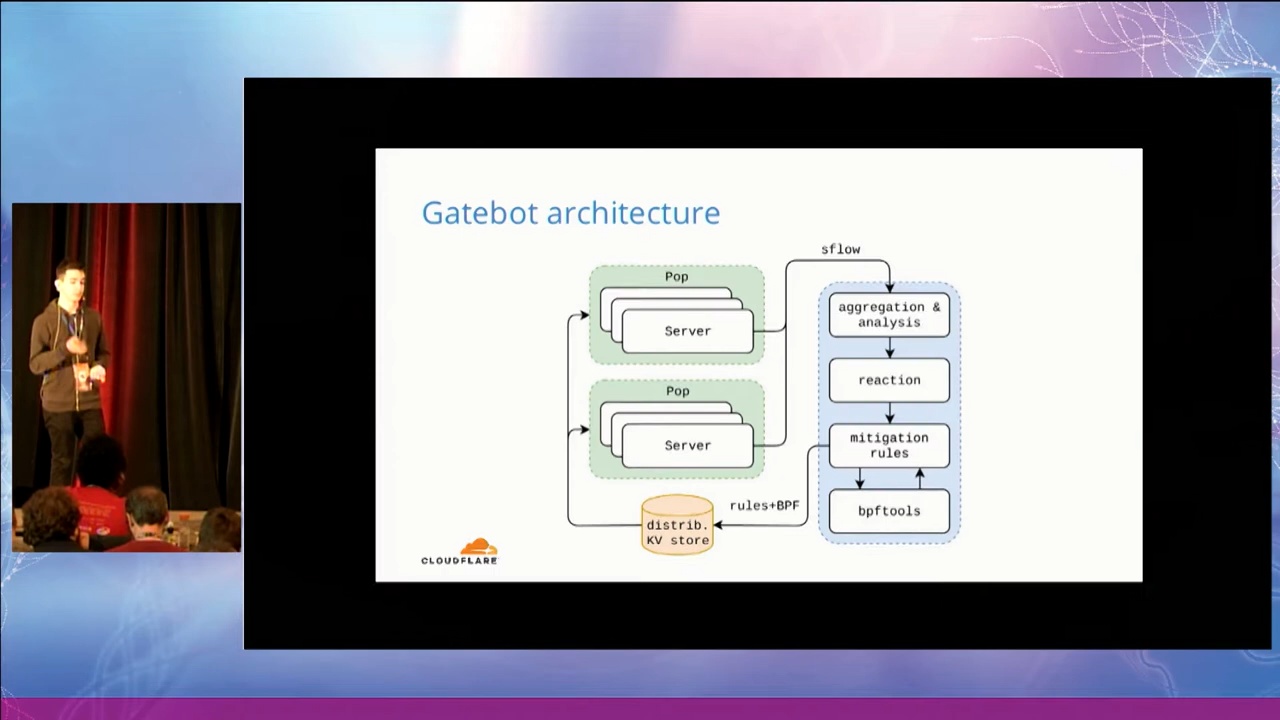 Gatebot architecture
sflow
Pop
Server
Pop
Server
aggregation &
analysis
reaction
mitigation
rules
bpftools
rules+BPF
distrib.
KV store
CLOUDFLARE